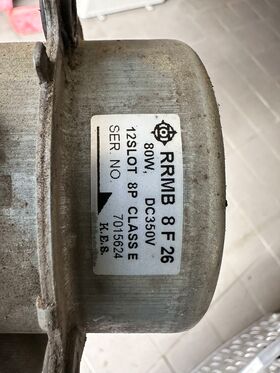 RRMB 8 F 26
80W, DC350V
12SLOT 8P CLASS E
SER. NO. 7015624
K.E.S.